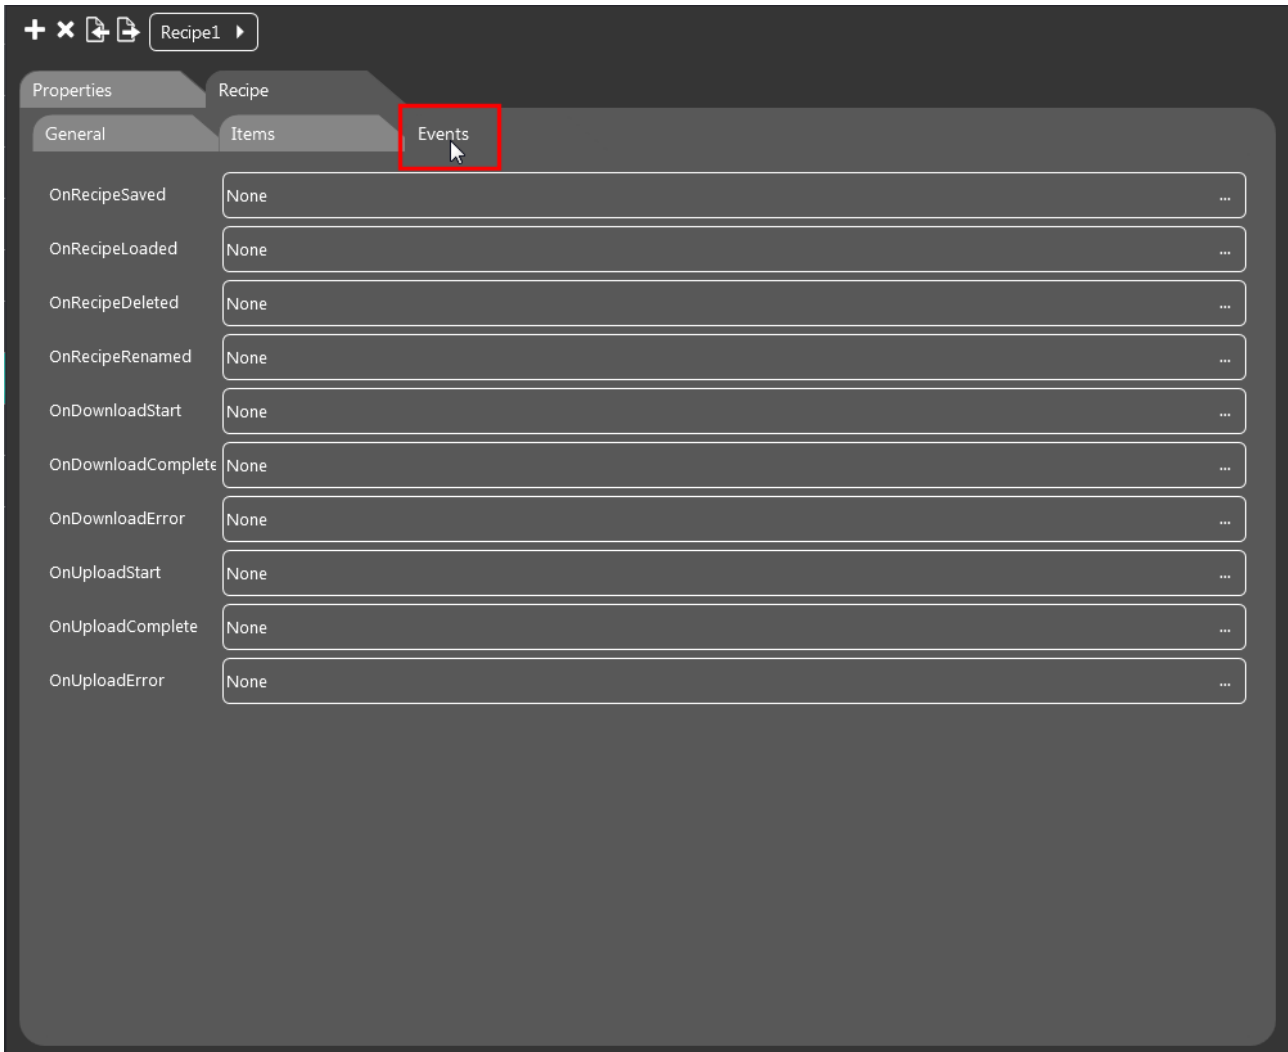 Recipe1
Properties Recipe
General Items Events
OnRecipeSaved None ...
OnRecipeLoaded None ...
OnRecipeDeleted None ...
OnRecipeRenamed None ...
OnDownloadStart None ...
OnDownloadComplete None ...
OnDownloadError None ...
OnUploadStart None ...
OnUploadComplete None ...
OnUploadError None ...